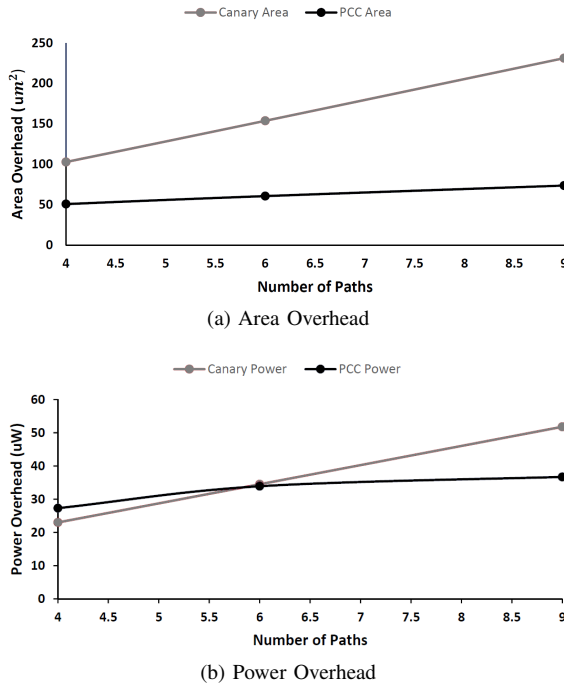 Canary Area PCC Area
Area Overhead (um²)
250
200
150
100
50
0
4 4.5 5 5.5 6 6.5 7 7.5 8 8.5 9
Number of Paths
(a) Area Overhead
Canary Power PCC Power
Power Overhead (uW)
60
50
40
30
20
10
0
4 4.5 5 5.5 6 6.5 7 7.5 8 8.5 9
Number of Paths
(b) Power Overhead